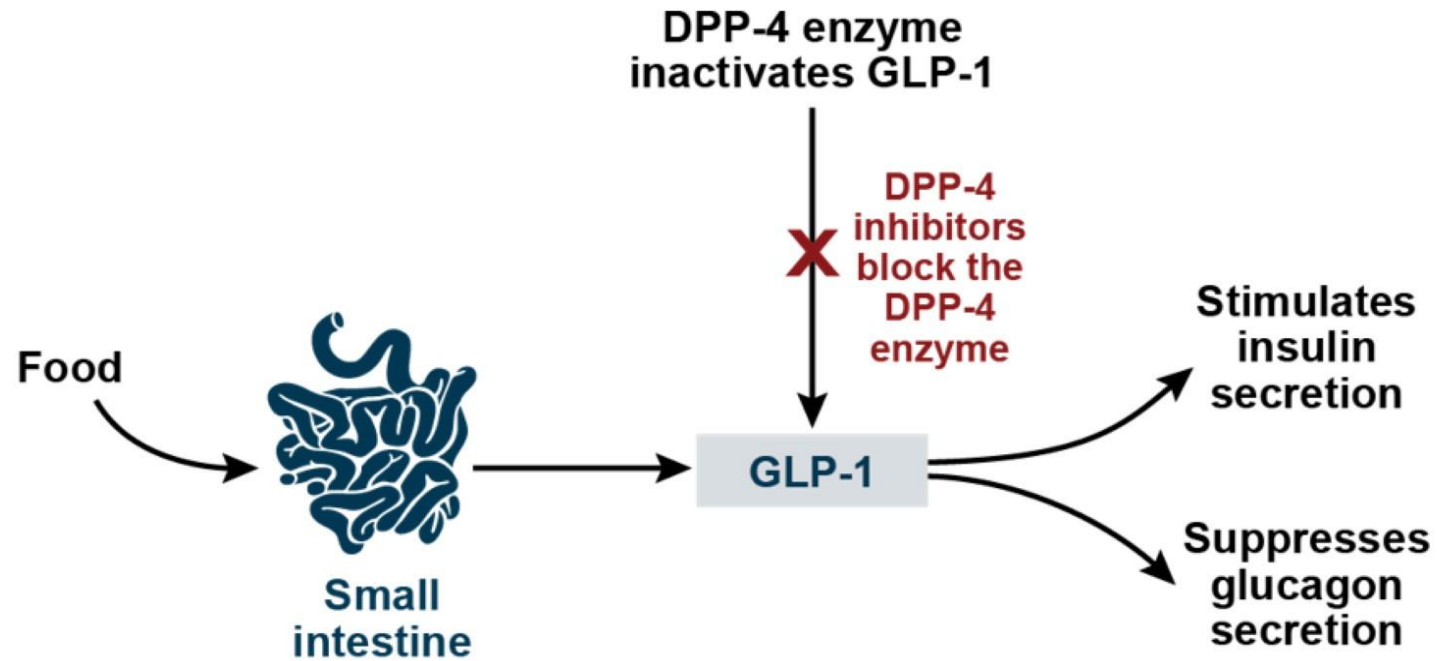 DPP-4 enzyme
inactivates GLP-1
DPP-4
inhibitors
block the
DPP-4
enzyme
Food
Small
intestine
GLP-1
Stimulates
insulin
secretion
Suppresses
glucagon
secretion